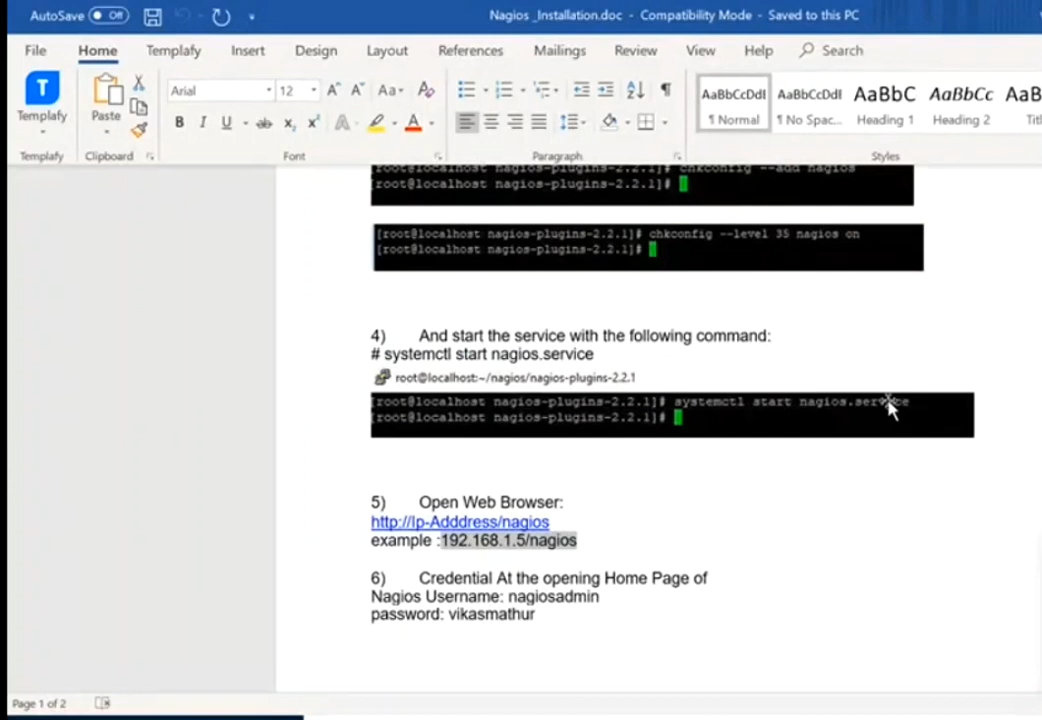 AutoSave Off Nagios _Installation.doc - Compatibility Mode - Saved to this PC
File Home Templafy Insert Design Layout References Mailings Review View Help Search
T Paste Arial 12 A A Aa A AaBbCcDdI AaBbCcDdI AaBbC AaBbCc AaB
Templafy B I U ab x₂ x² A A ¶ Normal ¶ No Spac... Heading 1 Heading 2 Titl
Templafy Clipboard Font Paragraph Styles
[root@localhost nagios-plugins-2.2.1]# chkconfig --add nagios
[root@localhost nagios-plugins-2.2.1]#
[root@localhost nagios-plugins-2.2.1]# chkconfig --level 35 nagios on
[root@localhost nagios-plugins-2.2.1]#
4) And start the service with the following command:
# systemctl start nagios.service
root@localhost:~/nagios/nagios-plugins-2.2.1
[root@localhost nagios-plugins-2.2.1]# systemctl start nagios.service
[root@localhost nagios-plugins-2.2.1]#
5) Open Web Browser:
http://Ip-Adddress/nagios
example :192.168.1.5/nagios
6) Credential At the opening Home Page of
Nagios Username: nagiosadmin
password: vikasmathur
Page 1 of 2